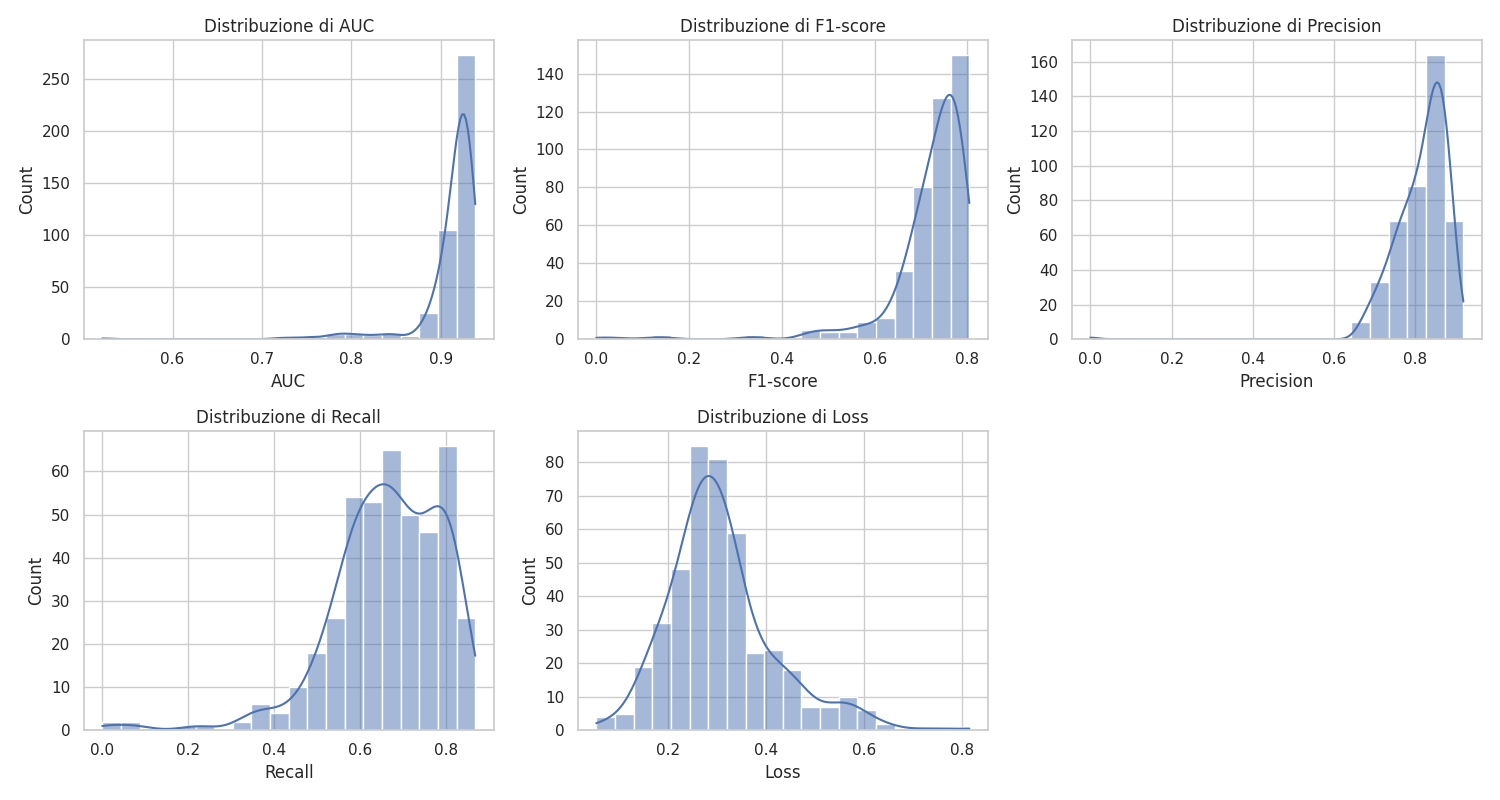 Distribuzione di AUC
Count
250
200
150
100
50
0
0.6 0.7 0.8 0.9
AUC
Distribuzione di F1-score
Count
140
120
100
80
60
40
20
0
0.0 0.2 0.4 0.6 0.8
F1-score
Distribuzione di Precision
Count
160
140
120
100
80
60
40
20
0
0.0 0.2 0.4 0.6 0.8
Precision
Distribuzione di Recall
Count
60
50
40
30
20
10
0
0.0 0.2 0.4 0.6 0.8
Recall
Distribuzione di Loss
Count
80
70
60
50
40
30
20
10
0
0.2 0.4 0.6 0.8
Loss